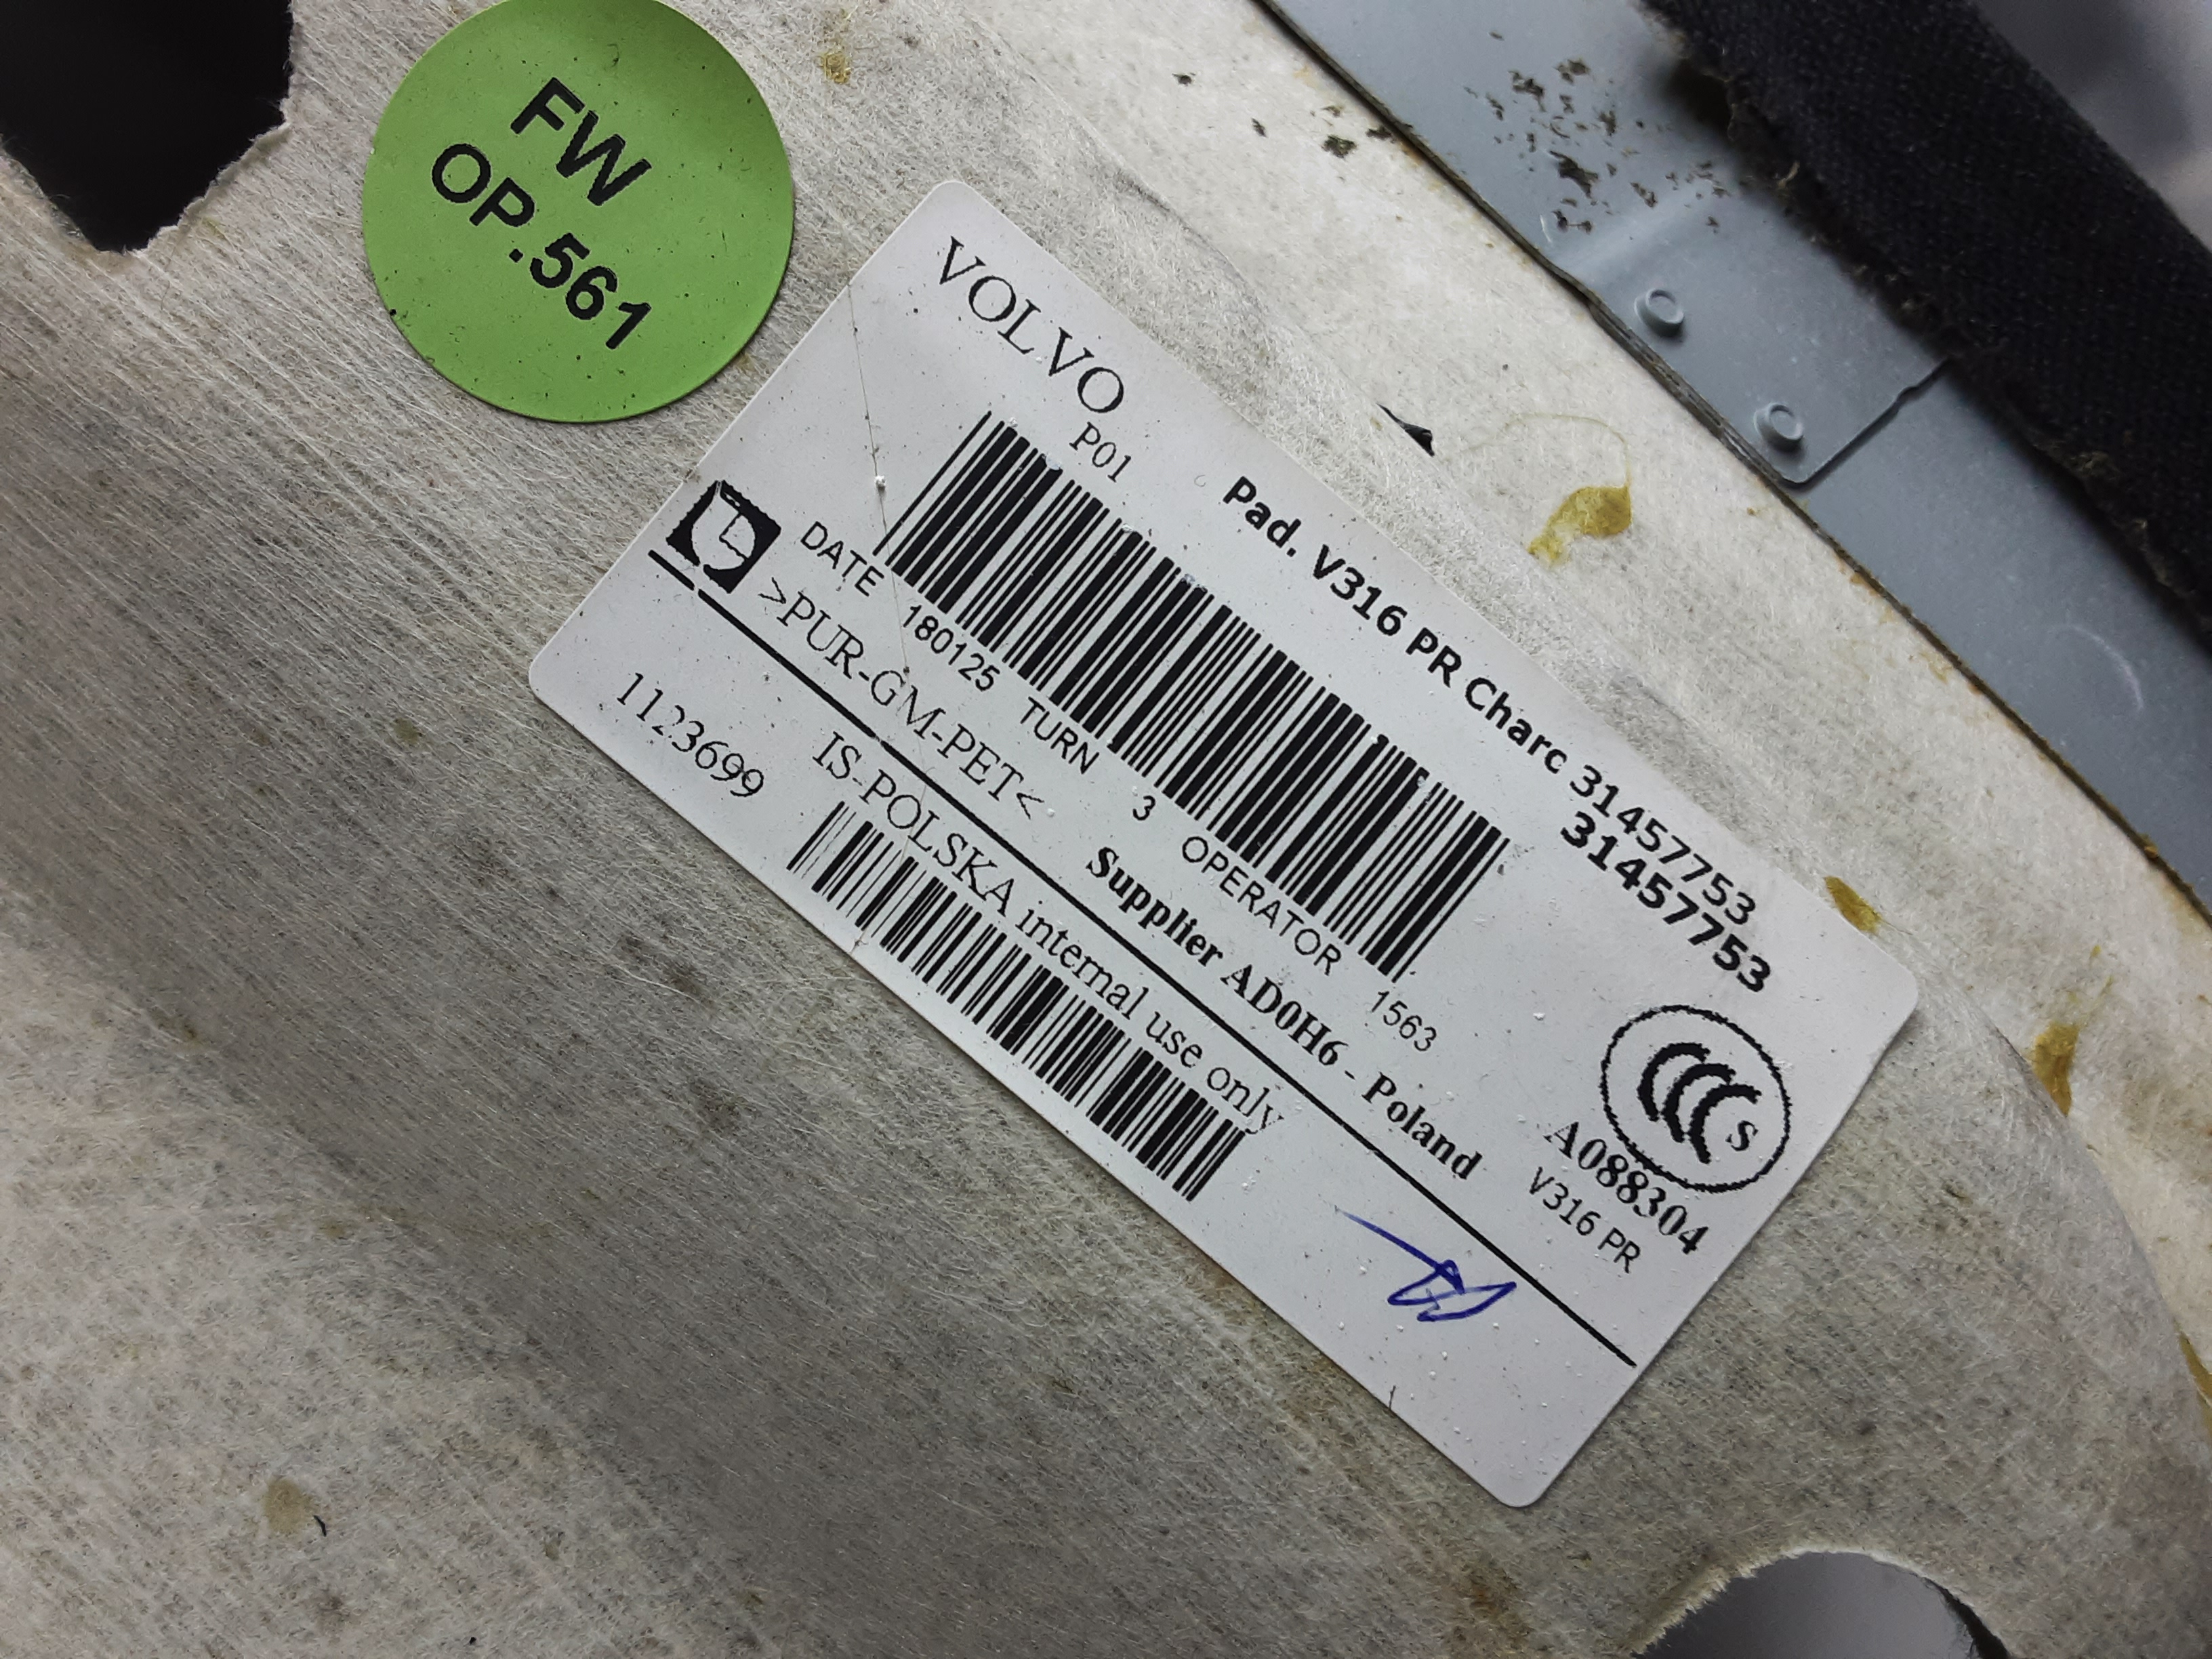 FW
OP.561
VOLVO
P01
Pad. V316 PR Charc 31457753
31457753
DATE 180125 TURN 3 OPERATOR 1563
>PUR-GM-PET< Supplier AD0H6 - Poland
S
A088304
V316 PR
IS-POLSKA internal use only
1123699